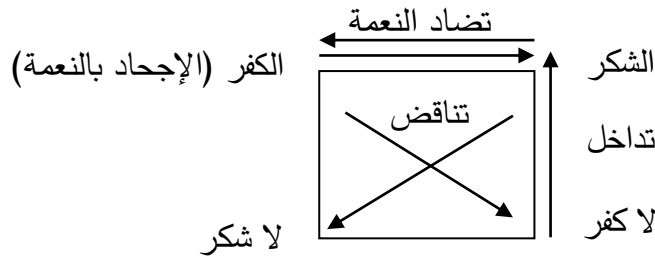 تضاد النعمة
الشكر
الكفر (الإجحاد بالنعمة)
تناقض
تداخل
لا كفر
لا شكر